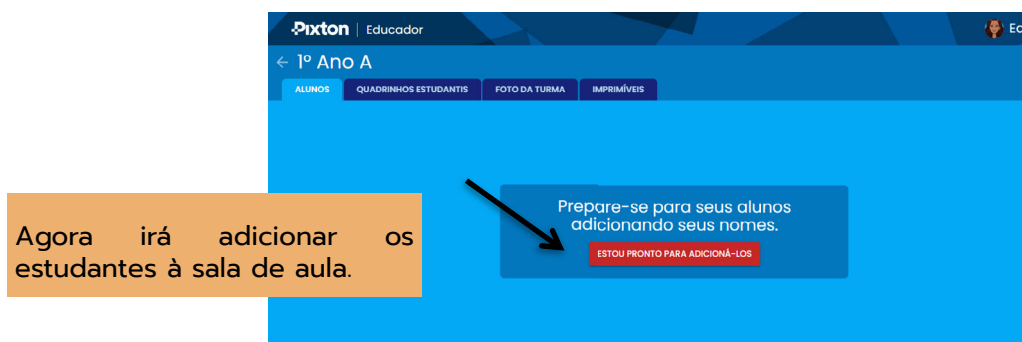 Pixton | Educador
Ed
← 1º Ano A
ALUNOS QUADRINHOS ESTUDANTIS FOTO DA TURMA IMPRIMÍVEIS
Prepare-se para seus alunos
adicionando seus nomes.
ESTOU PRONTO PARA ADICIONÁ-LOS
Agora irá adicionar os
estudantes à sala de aula.